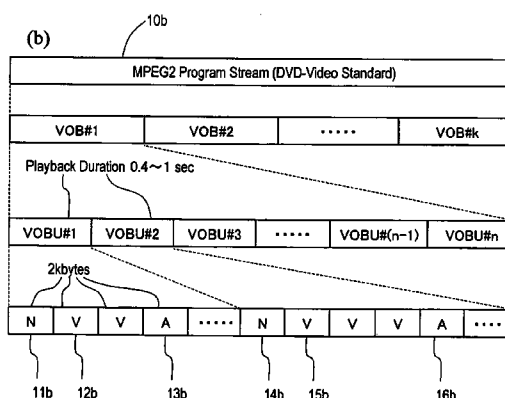 10b
(b)
MPEG2 Program Stream (DVD-Video Standard)
VOB#1 VOB#2 ····· VOB#k
Playback Duration 0.4～1 sec
VOBU#1 VOBU#2 VOBU#3 ····· VOBU#(n-1) VOBU#n
2kbytes
N V V A ····· N V V V A ····
11b 12b 13b 14b 15b 16b